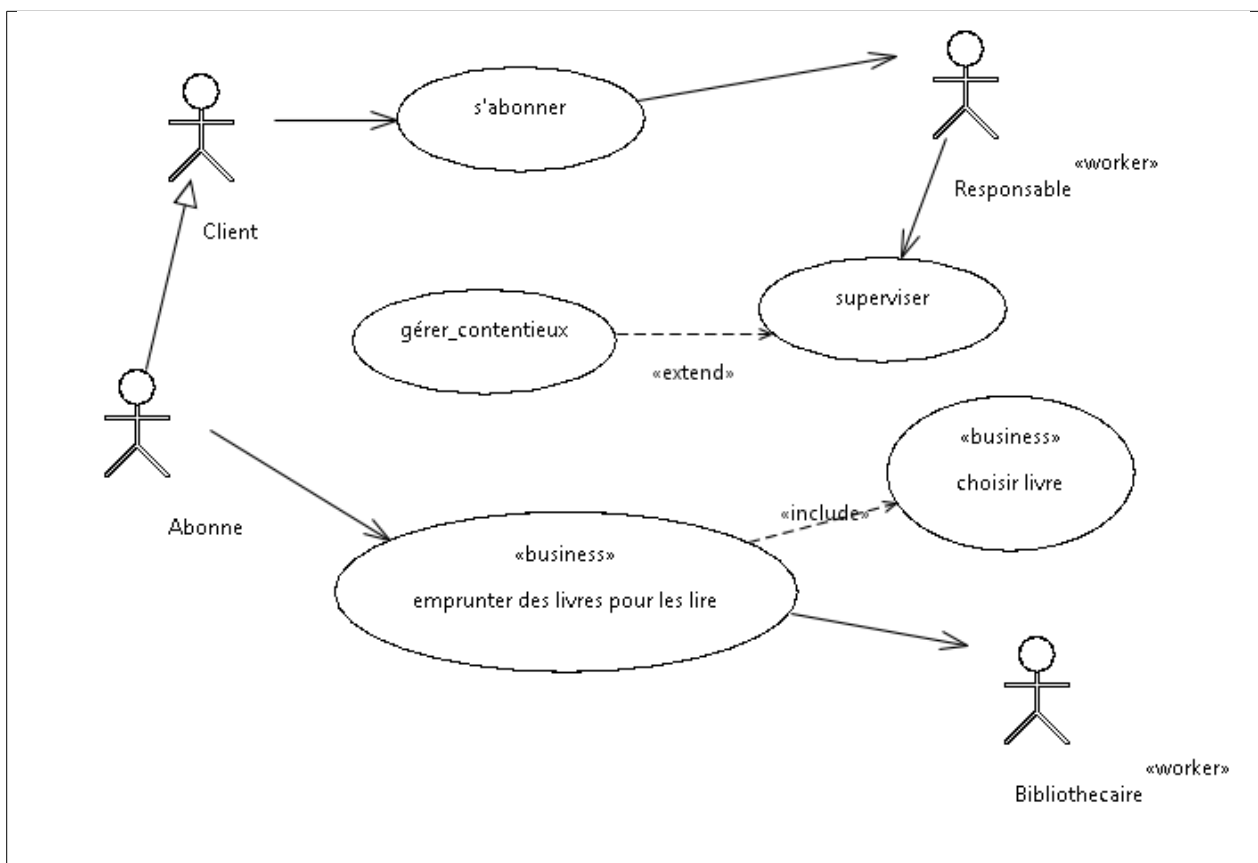 s'abonner
«worker»
Responsable
Client
superviser
gérer_contentieux
«extend»
«business»
choisir livre
«include»
Abonne
«business»
emprunter des livres pour les lire
«worker»
Bibliothecaire